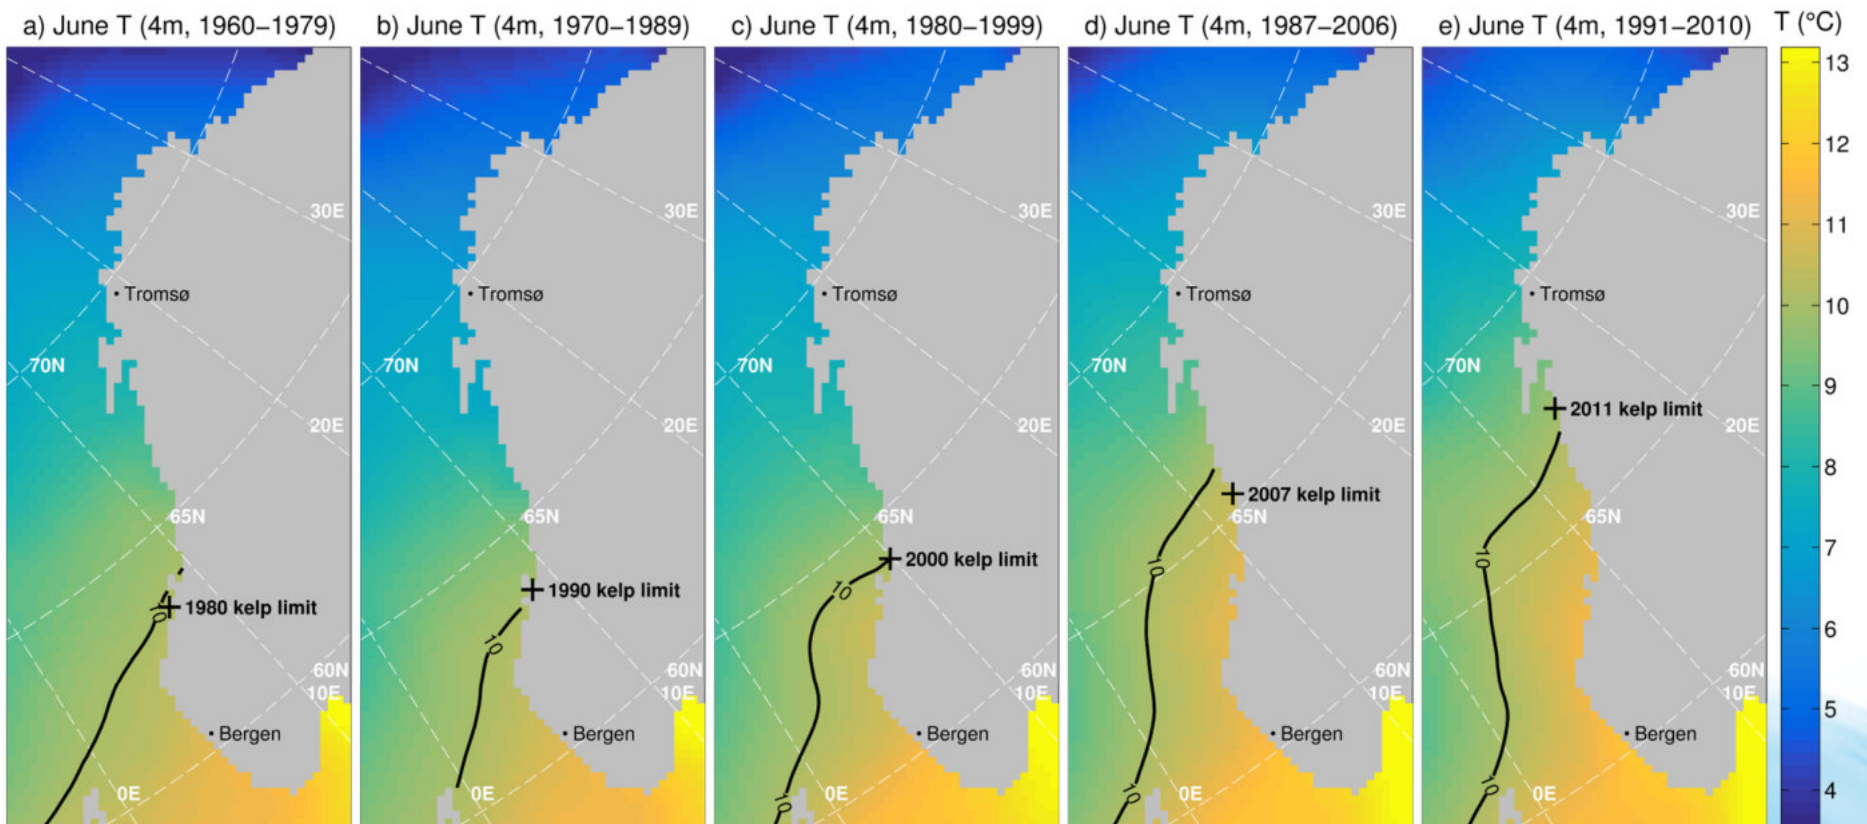 a) June T (4m, 1960–1979)
b) June T (4m, 1970–1989)
c) June T (4m, 1980–1999)
d) June T (4m, 1987–2006)
e) June T (4m, 1991–2010)
T (°C)
30E
Tromsø
70N
20E
65N
10
1980 kelp limit
60N
10E
Bergen
0E
30E
Tromsø
70N
20E
65N
1990 kelp limit
10
60N
10E
Bergen
0E
30E
Tromsø
70N
20E
65N
2000 kelp limit
10
60N
10E
Bergen
0E
10
30E
Tromsø
70N
20E
2007 kelp limit
65N
10
60N
10E
Bergen
0E
10
30E
Tromsø
70N
2011 kelp limit
20E
65N
10
60N
10E
Bergen
10
0E
13
12
11
10
9
8
7
6
5
4